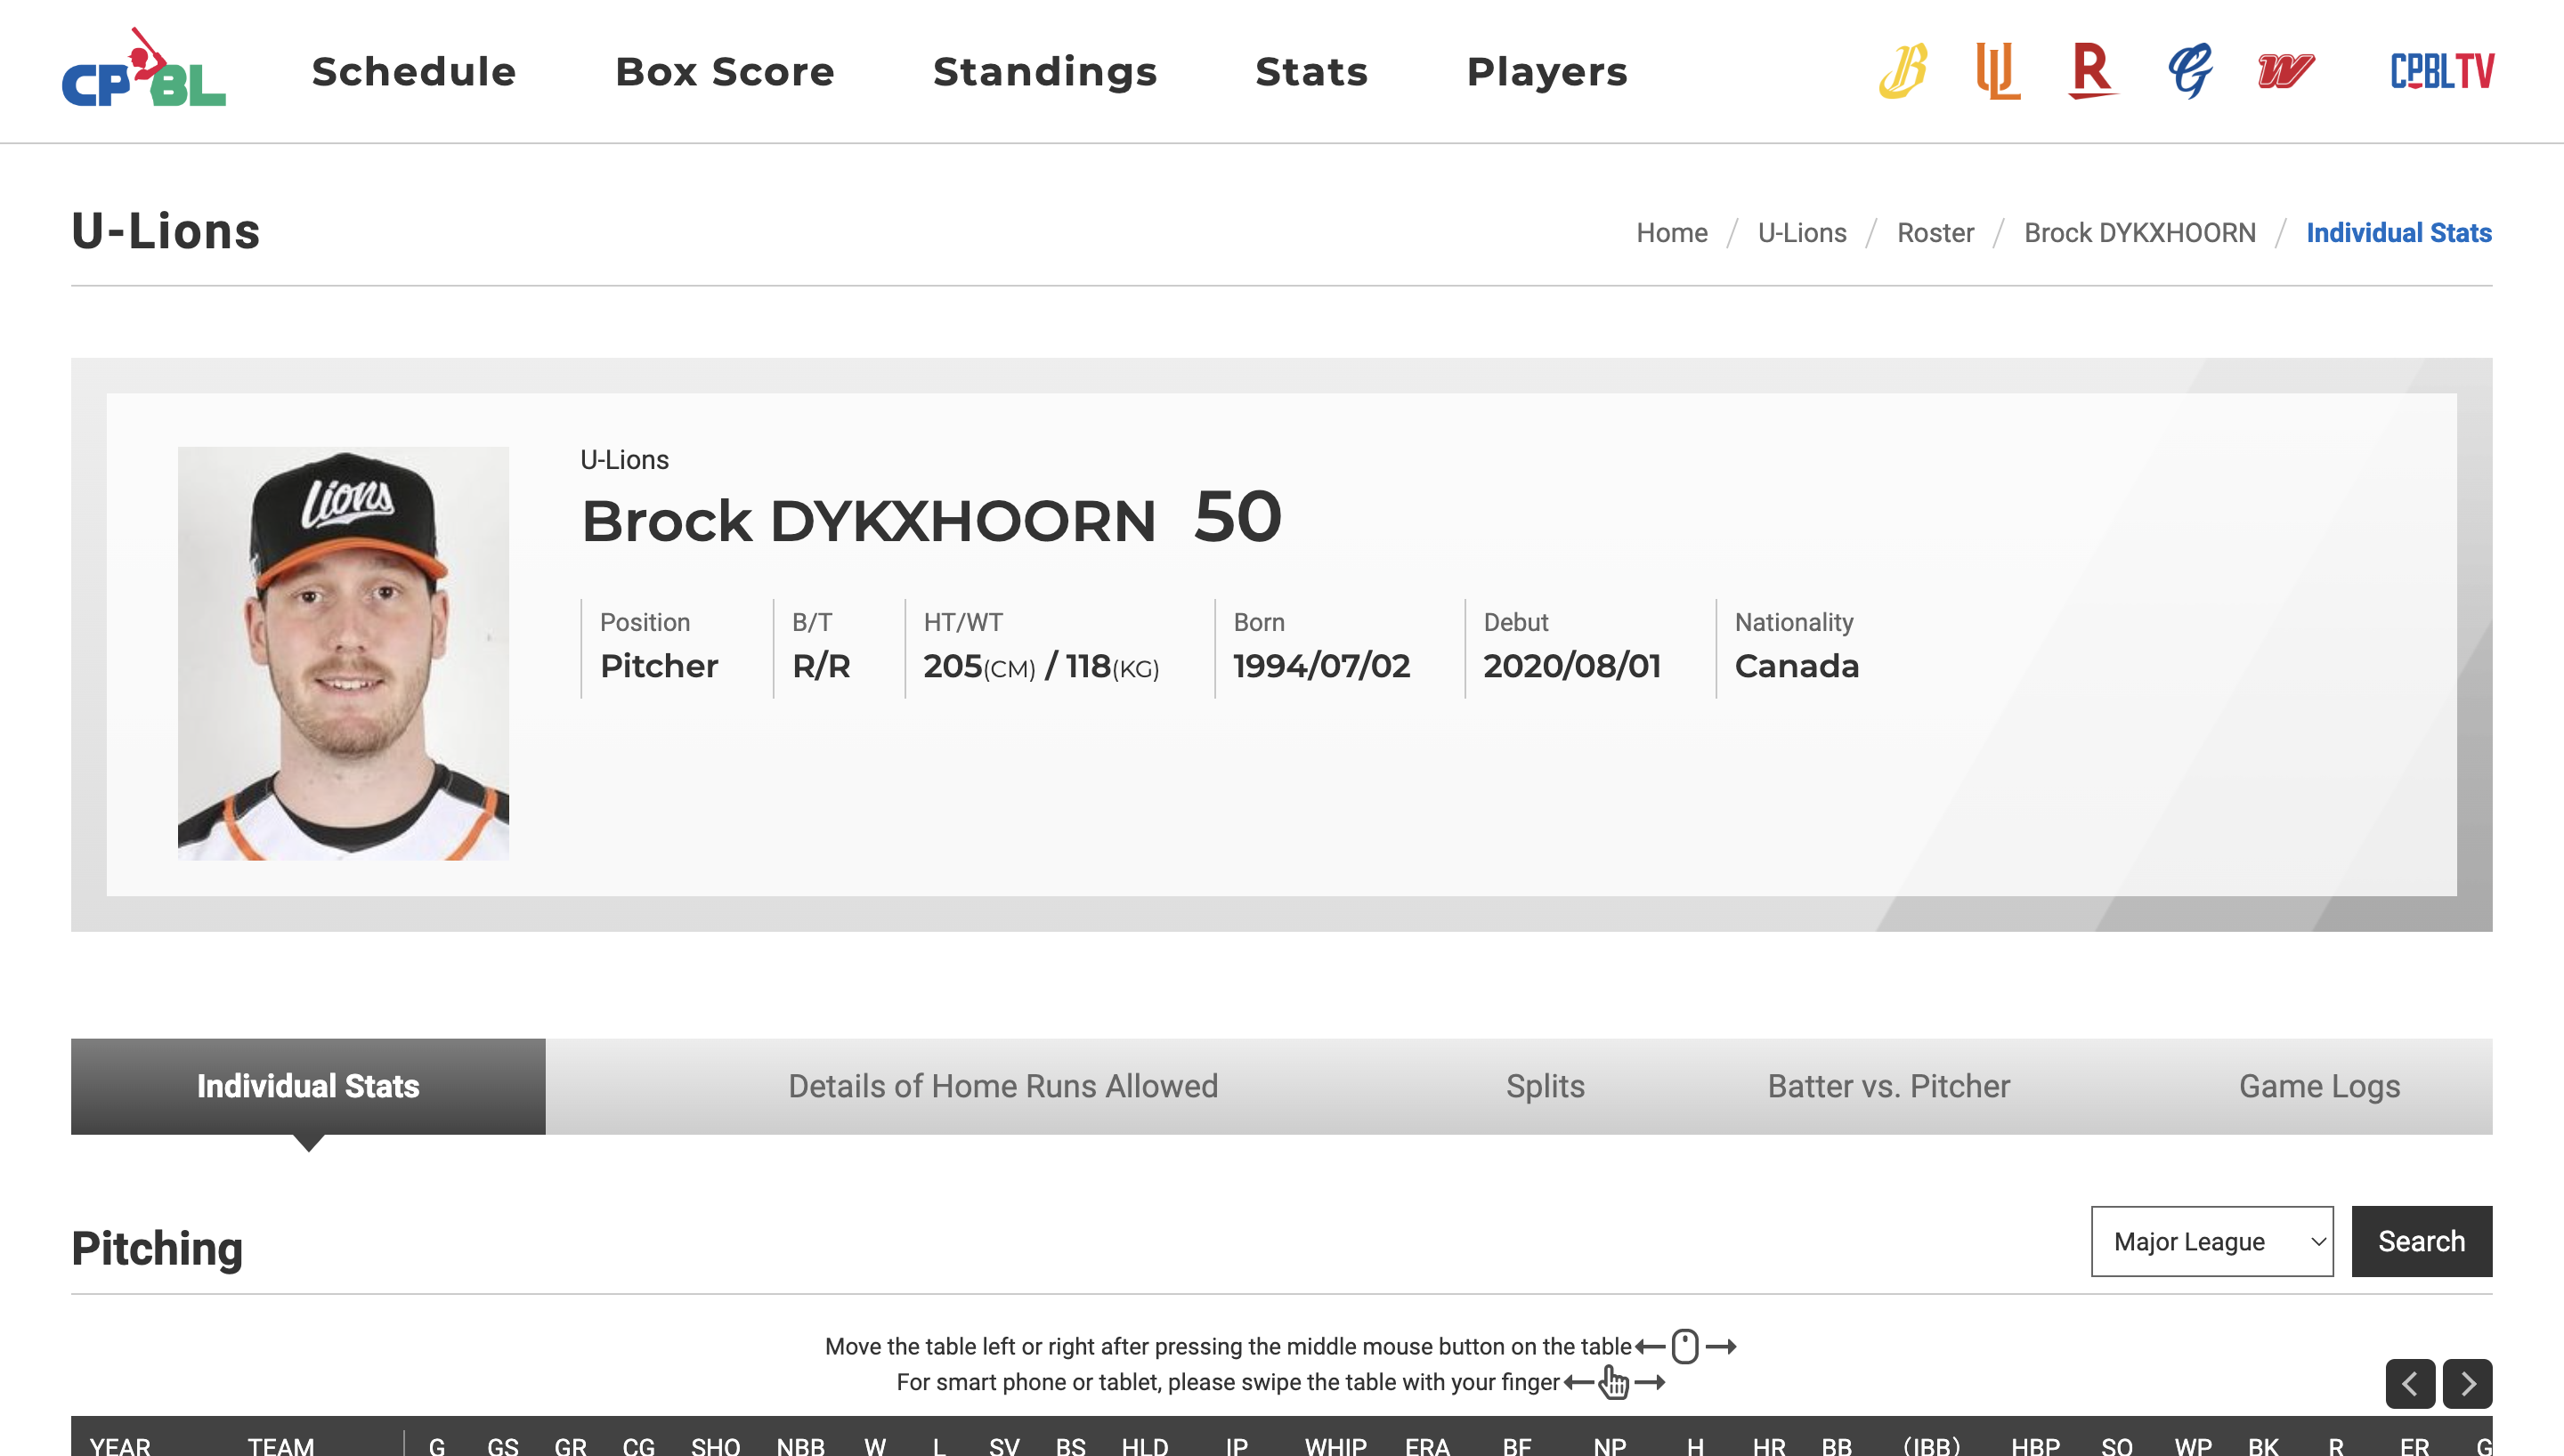 CPBL
Schedule
Box Score
Standings
Stats
Players
B
UL
R
G
W
CPBLTV
U-Lions
Home / U-Lions / Roster / Brock DYKXHOORN / Individual Stats
Lions
U-Lions
Brock DYKXHOORN 50
Position
Pitcher
B/T
R/R
HT/WT
205(CM) / 118(KG)
Born
1994/07/02
Debut
2020/08/01
Nationality
Canada
Individual Stats
Details of Home Runs Allowed
Splits
Batter vs. Pitcher
Game Logs
Pitching
Major League
Search
Move the table left or right after pressing the middle mouse button on the table
For smart phone or tablet, please swipe the table with your finger
YEAR TEAM G GS GR CG SHO NBB W L SV BS HLD IP WHIP ERA BF NP H HR BB （IBB） HBP SO WP BK R ER G